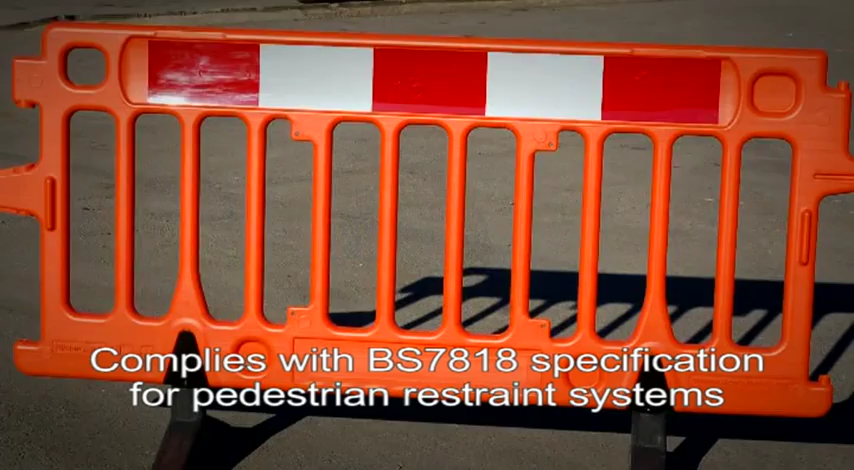 Complies with BS7818 specification
for pedestrian restraint systems